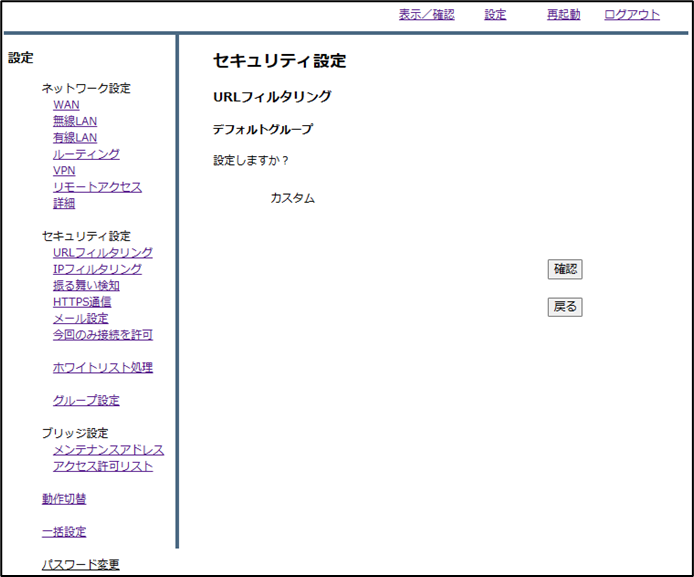 表示／確認 設定 再起動 ログアウト
設定
ネットワーク設定
WAN
無線LAN
有線LAN
ルーティング
VPN
リモートアクセス
詳細
セキュリティ設定
URLフィルタリング
IPフィルタリング
振る舞い検知
HTTPS通信
メール設定
今回のみ接続を許可
ホワイトリスト処理
グループ設定
ブリッジ設定
メンテナンスアドレス
アクセス許可リスト
動作切替
一括設定
パスワード変更
セキュリティ設定
URLフィルタリング
デフォルトグループ
設定しますか？
カスタム
確認
戻る